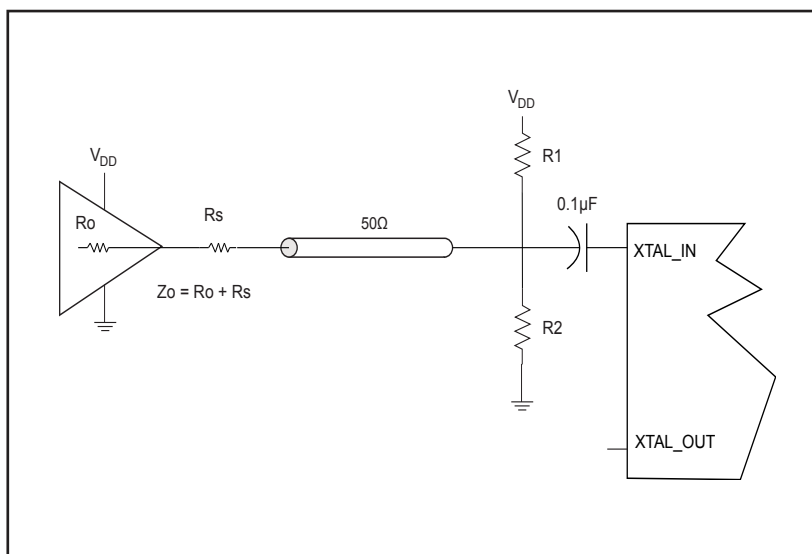 V_DD
R1
V_DD
0.1µF
Ro
Rs
50Ω
XTAL_IN
Zo = Ro + Rs
R2
XTAL_OUT